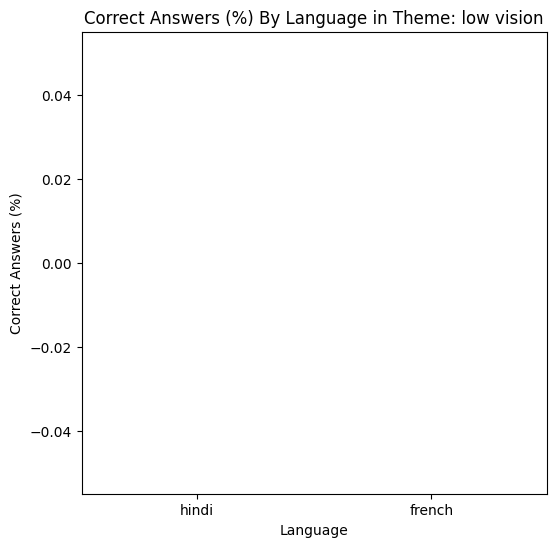 Correct Answers (%) By Language in Theme: low vision
Correct Answers (%)
0.04
0.02
0.00
−0.02
−0.04
hindi french
Language